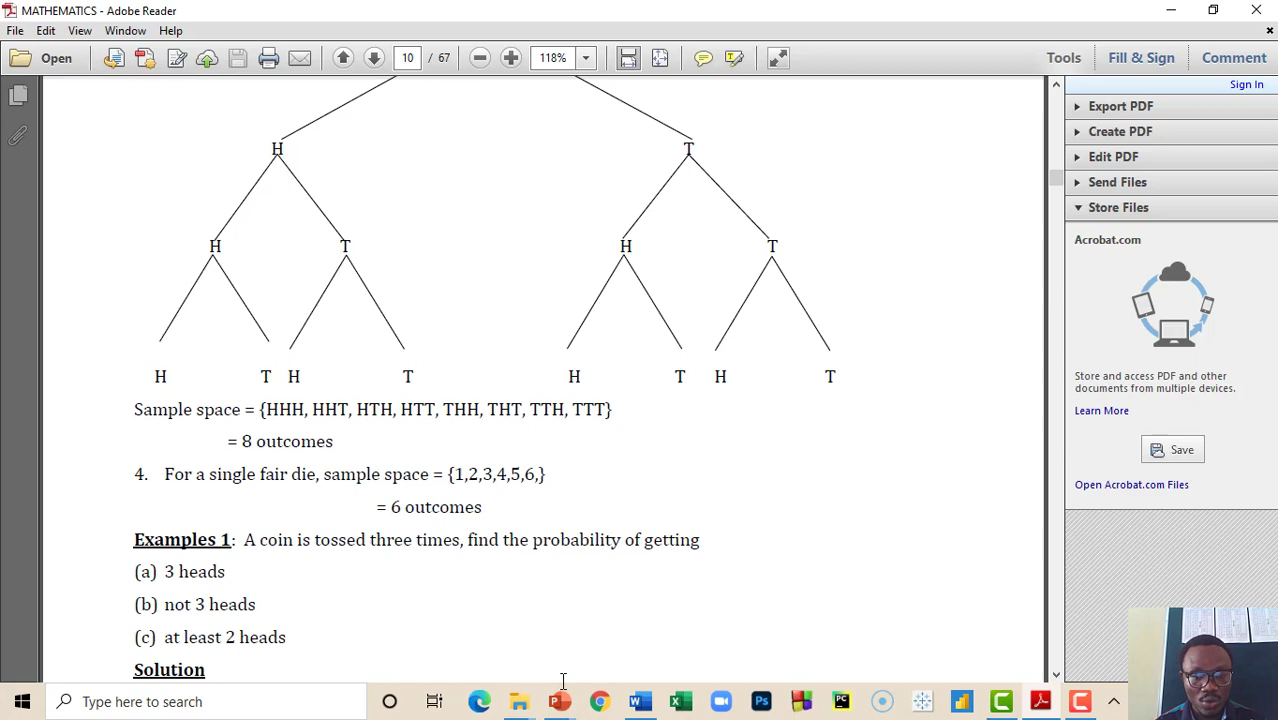 MATHEMATICS - Adobe Reader
File Edit View Window Help
Open 10 / 67 118% Tools Fill & Sign Comment
Sign In
Export PDF
Create PDF
Edit PDF
Send Files
Store Files
Acrobat.com
Store and access PDF and other
documents from multiple devices.
Learn More
Save
Open Acrobat.com Files
H T
H T H T
H T H T H T H T
Sample space = {HHH, HHT, HTH, HTT, THH, THT, TTH, TTT}
= 8 outcomes
4. For a single fair die, sample space = {1,2,3,4,5,6,}
= 6 outcomes
Examples 1: A coin is tossed three times, find the probability of getting
(a) 3 heads
(b) not 3 heads
(c) at least 2 heads
Solution
Type here to search